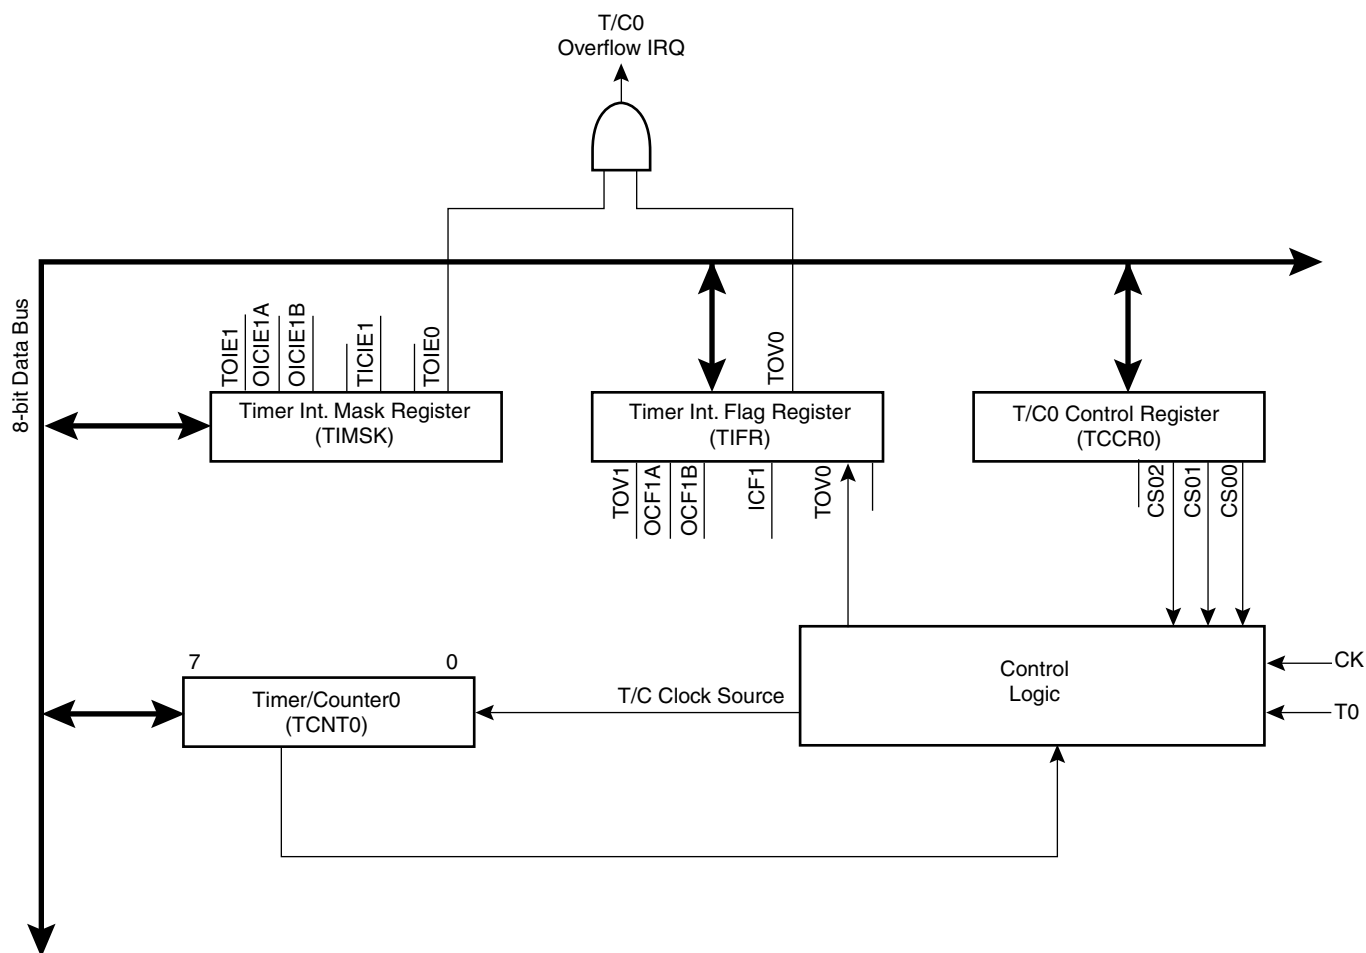 T/C0
Overflow IRQ
8-bit Data Bus
TOIE1
OICIE1A
OICIE1B
TICIE1
TOIE0
TOV0
Timer Int. Mask Register
(TIMSK)
Timer Int. Flag Register
(TIFR)
T/C0 Control Register
(TCCR0)
TOV1
OCF1A
OCF1B
ICF1
TOV0
CS02
CS01
CS00
7
0
Timer/Counter0
(TCNT0)
T/C Clock Source
Control
Logic
CK
T0